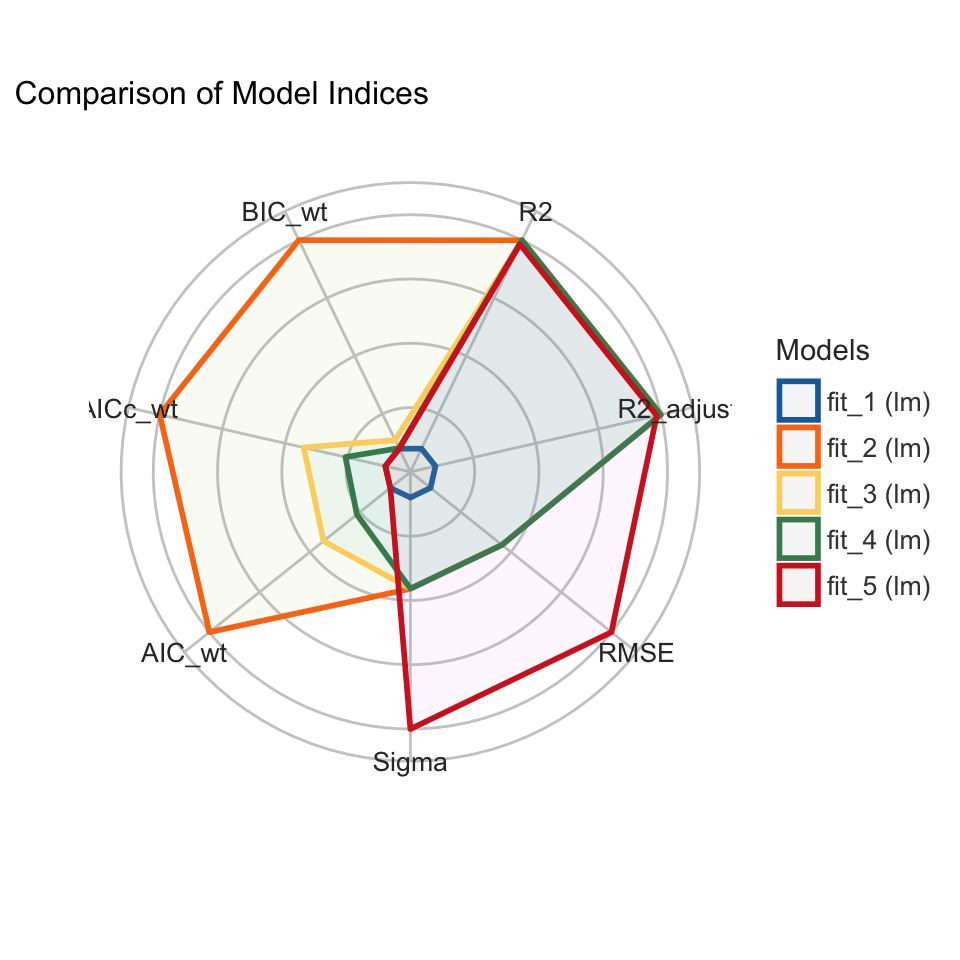 Comparison of Model Indices
BIC_wt
R2
AICc_wt
R2_adjus
AIC_wt
RMSE
Sigma
Models
fit_1 (lm)
fit_2 (lm)
fit_3 (lm)
fit_4 (lm)
fit_5 (lm)